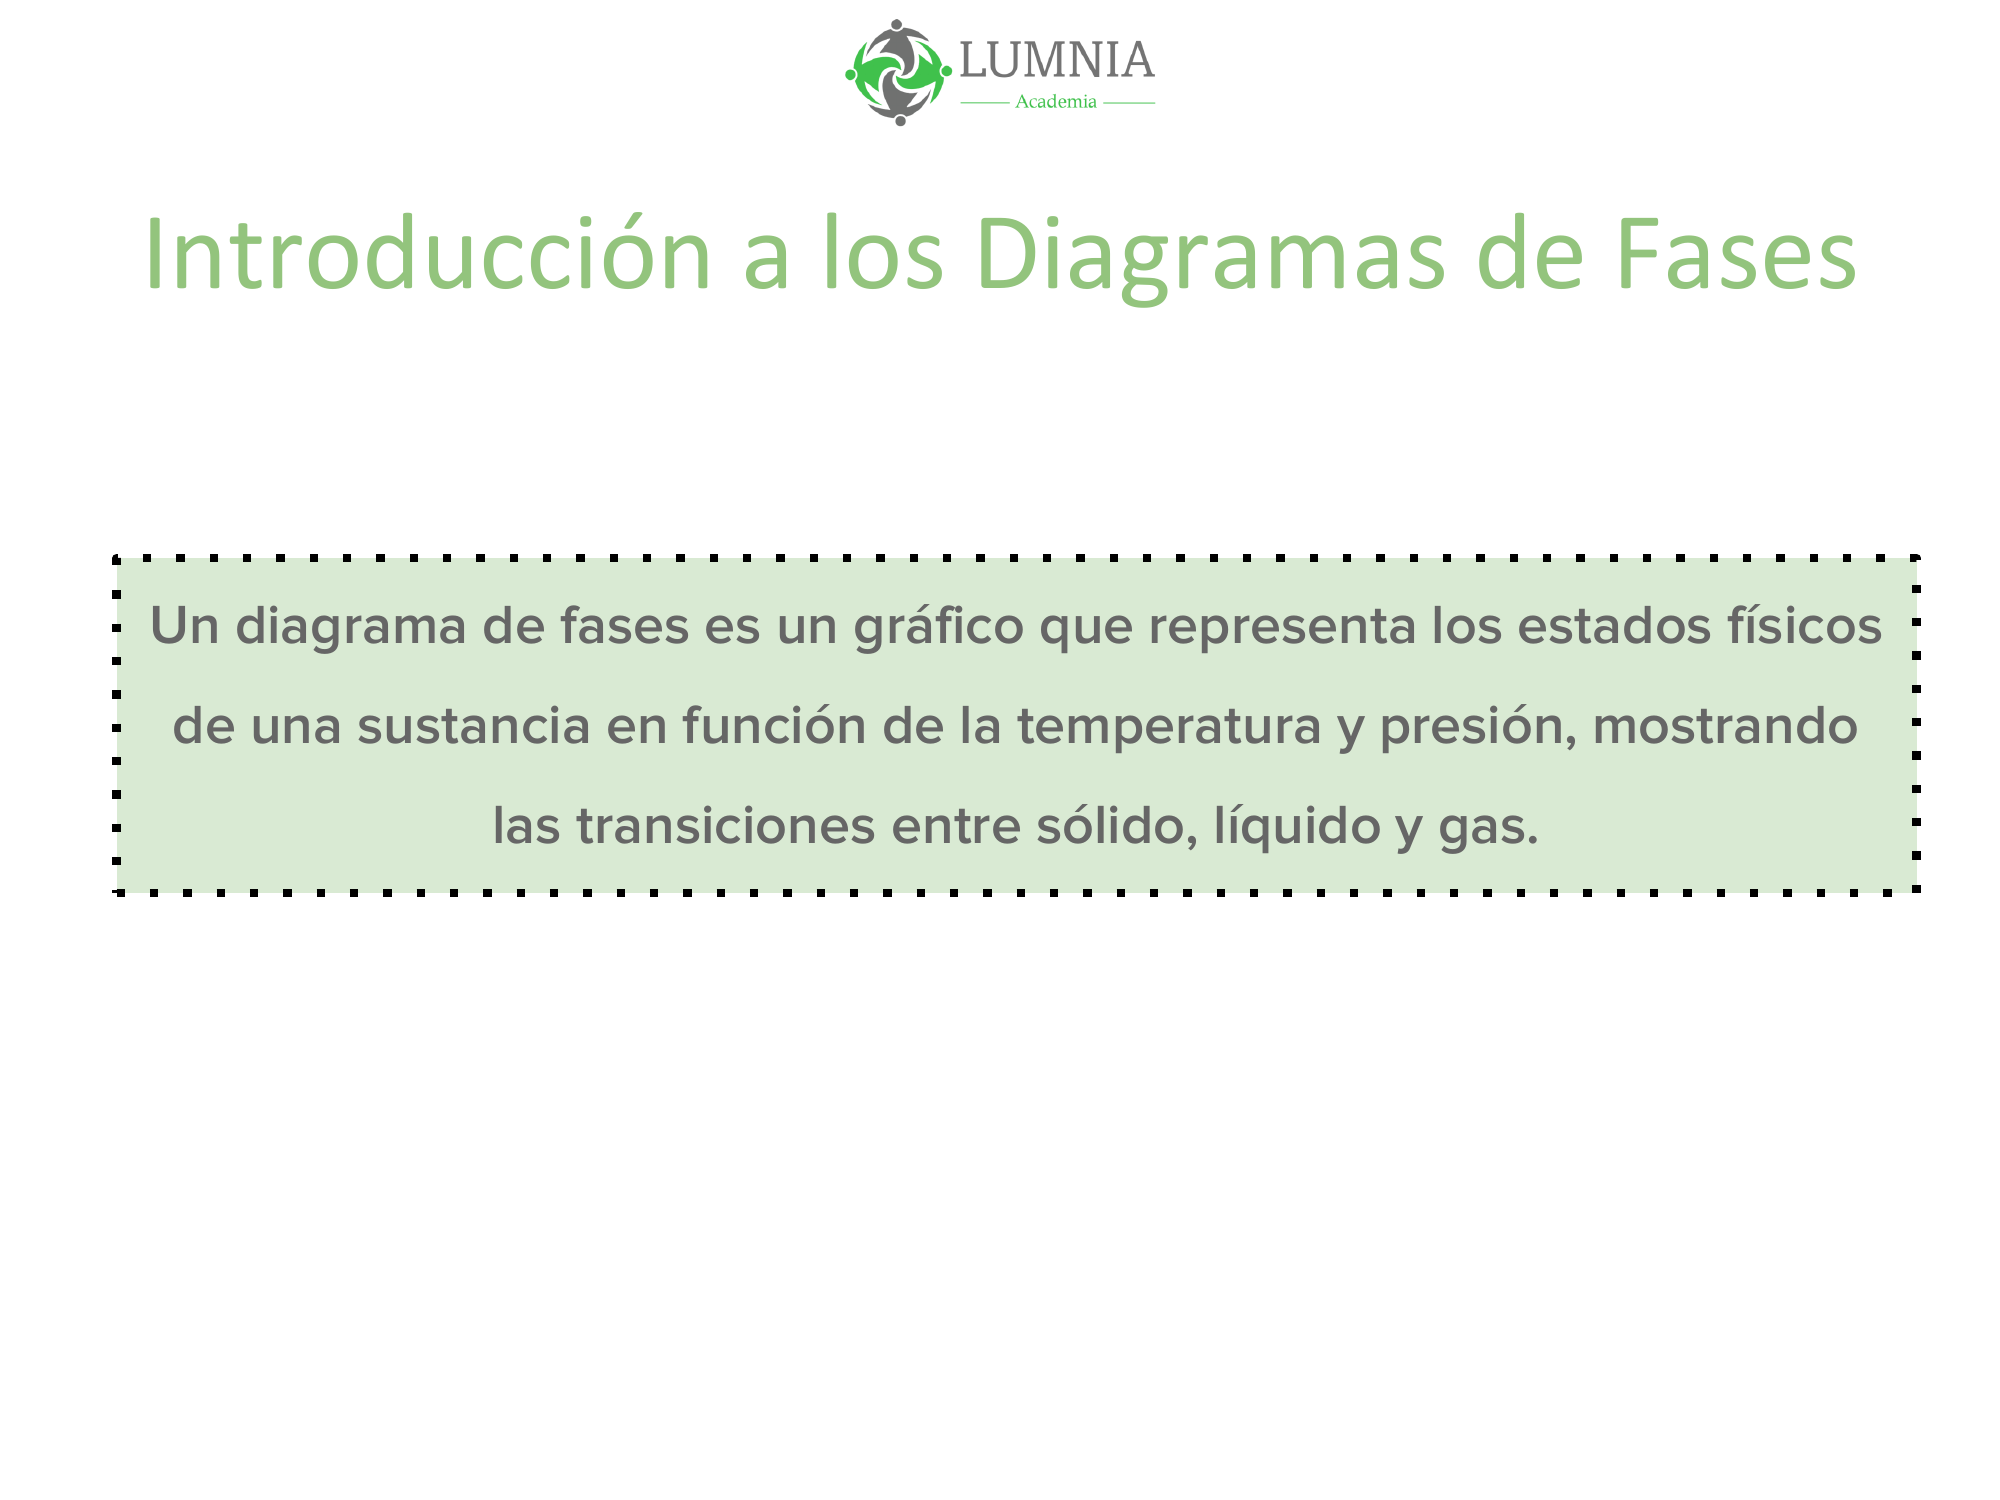 LUMNIA
Academia
Introducción a los Diagramas de Fases
Un diagrama de fases es un gráfico que representa los estados físicos
de una sustancia en función de la temperatura y presión, mostrando
las transiciones entre sólido, líquido y gas.